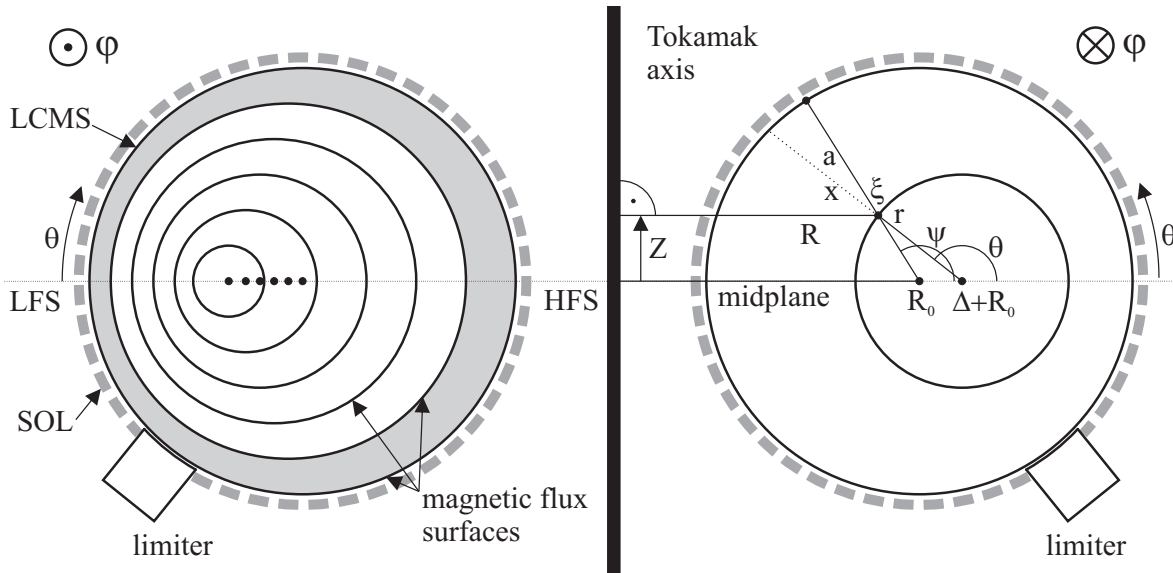 φ
LCMS
θ
LFS
HFS
SOL
limiter
magnetic flux
surfaces
Tokamak
axis
φ
a
x
ξ
r
R
Z
ψ
θ
θ
midplane
R₀
Δ+R₀
limiter